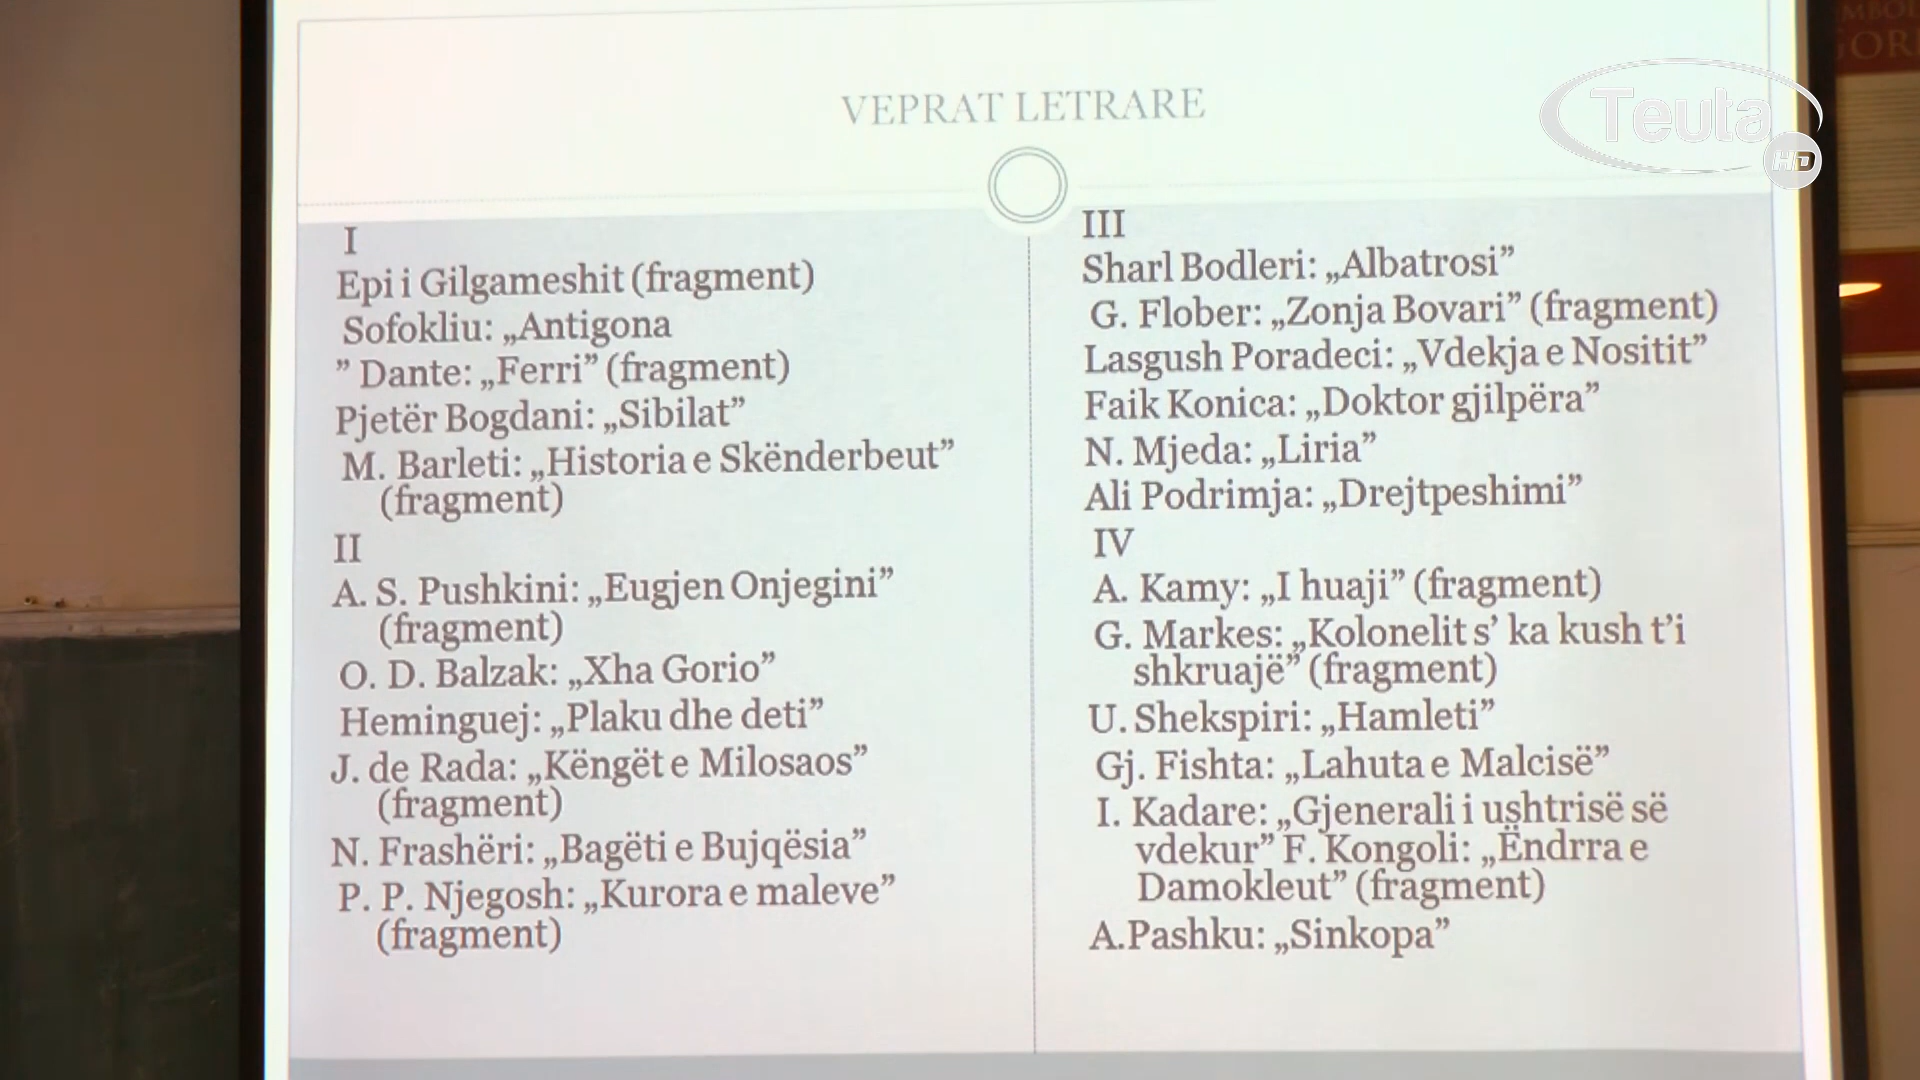 VEPRAT LETRARE
Teuta
HD
I
Epi i Gilgameshit (fragment)
Sofokliu: „Antigona
” Dante: „Ferri” (fragment)
Pjetër Bogdani: „Sibilat”
M. Barleti: „Historia e Skënderbeut”
(fragment)
II
A. S. Pushkini: „Eugjen Onjegini”
(fragment)
O. D. Balzak: „Xha Gorio”
Heminguej: „Plaku dhe deti”
J. de Rada: „Këngët e Milosaos”
(fragment)
N. Frashëri: „Bagëti e Bujqësia”
P. P. Njegosh: „Kurora e maleve”
(fragment)
III
Sharl Bodleri: „Albatrosi”
G. Flober: „Zonja Bovari” (fragment)
Lasgush Poradeci: „Vdekja e Nositit”
Faik Konica: „Doktor gjilpëra”
N. Mjeda: „Liria”
Ali Podrimja: „Drejtpeshimi”
IV
A. Kamy: „I huaji” (fragment)
G. Markes: „Kolonelit s’ ka kush t’i
shkruajë” (fragment)
U. Shekspiri: „Hamleti”
Gj. Fishta: „Lahuta e Malcisë”
I. Kadare: „Gjenerali i ushtrisë së
vdekur” F. Kongoli: „Ëndrra e
Damokleut” (fragment)
A.Pashku: „Sinkopa”